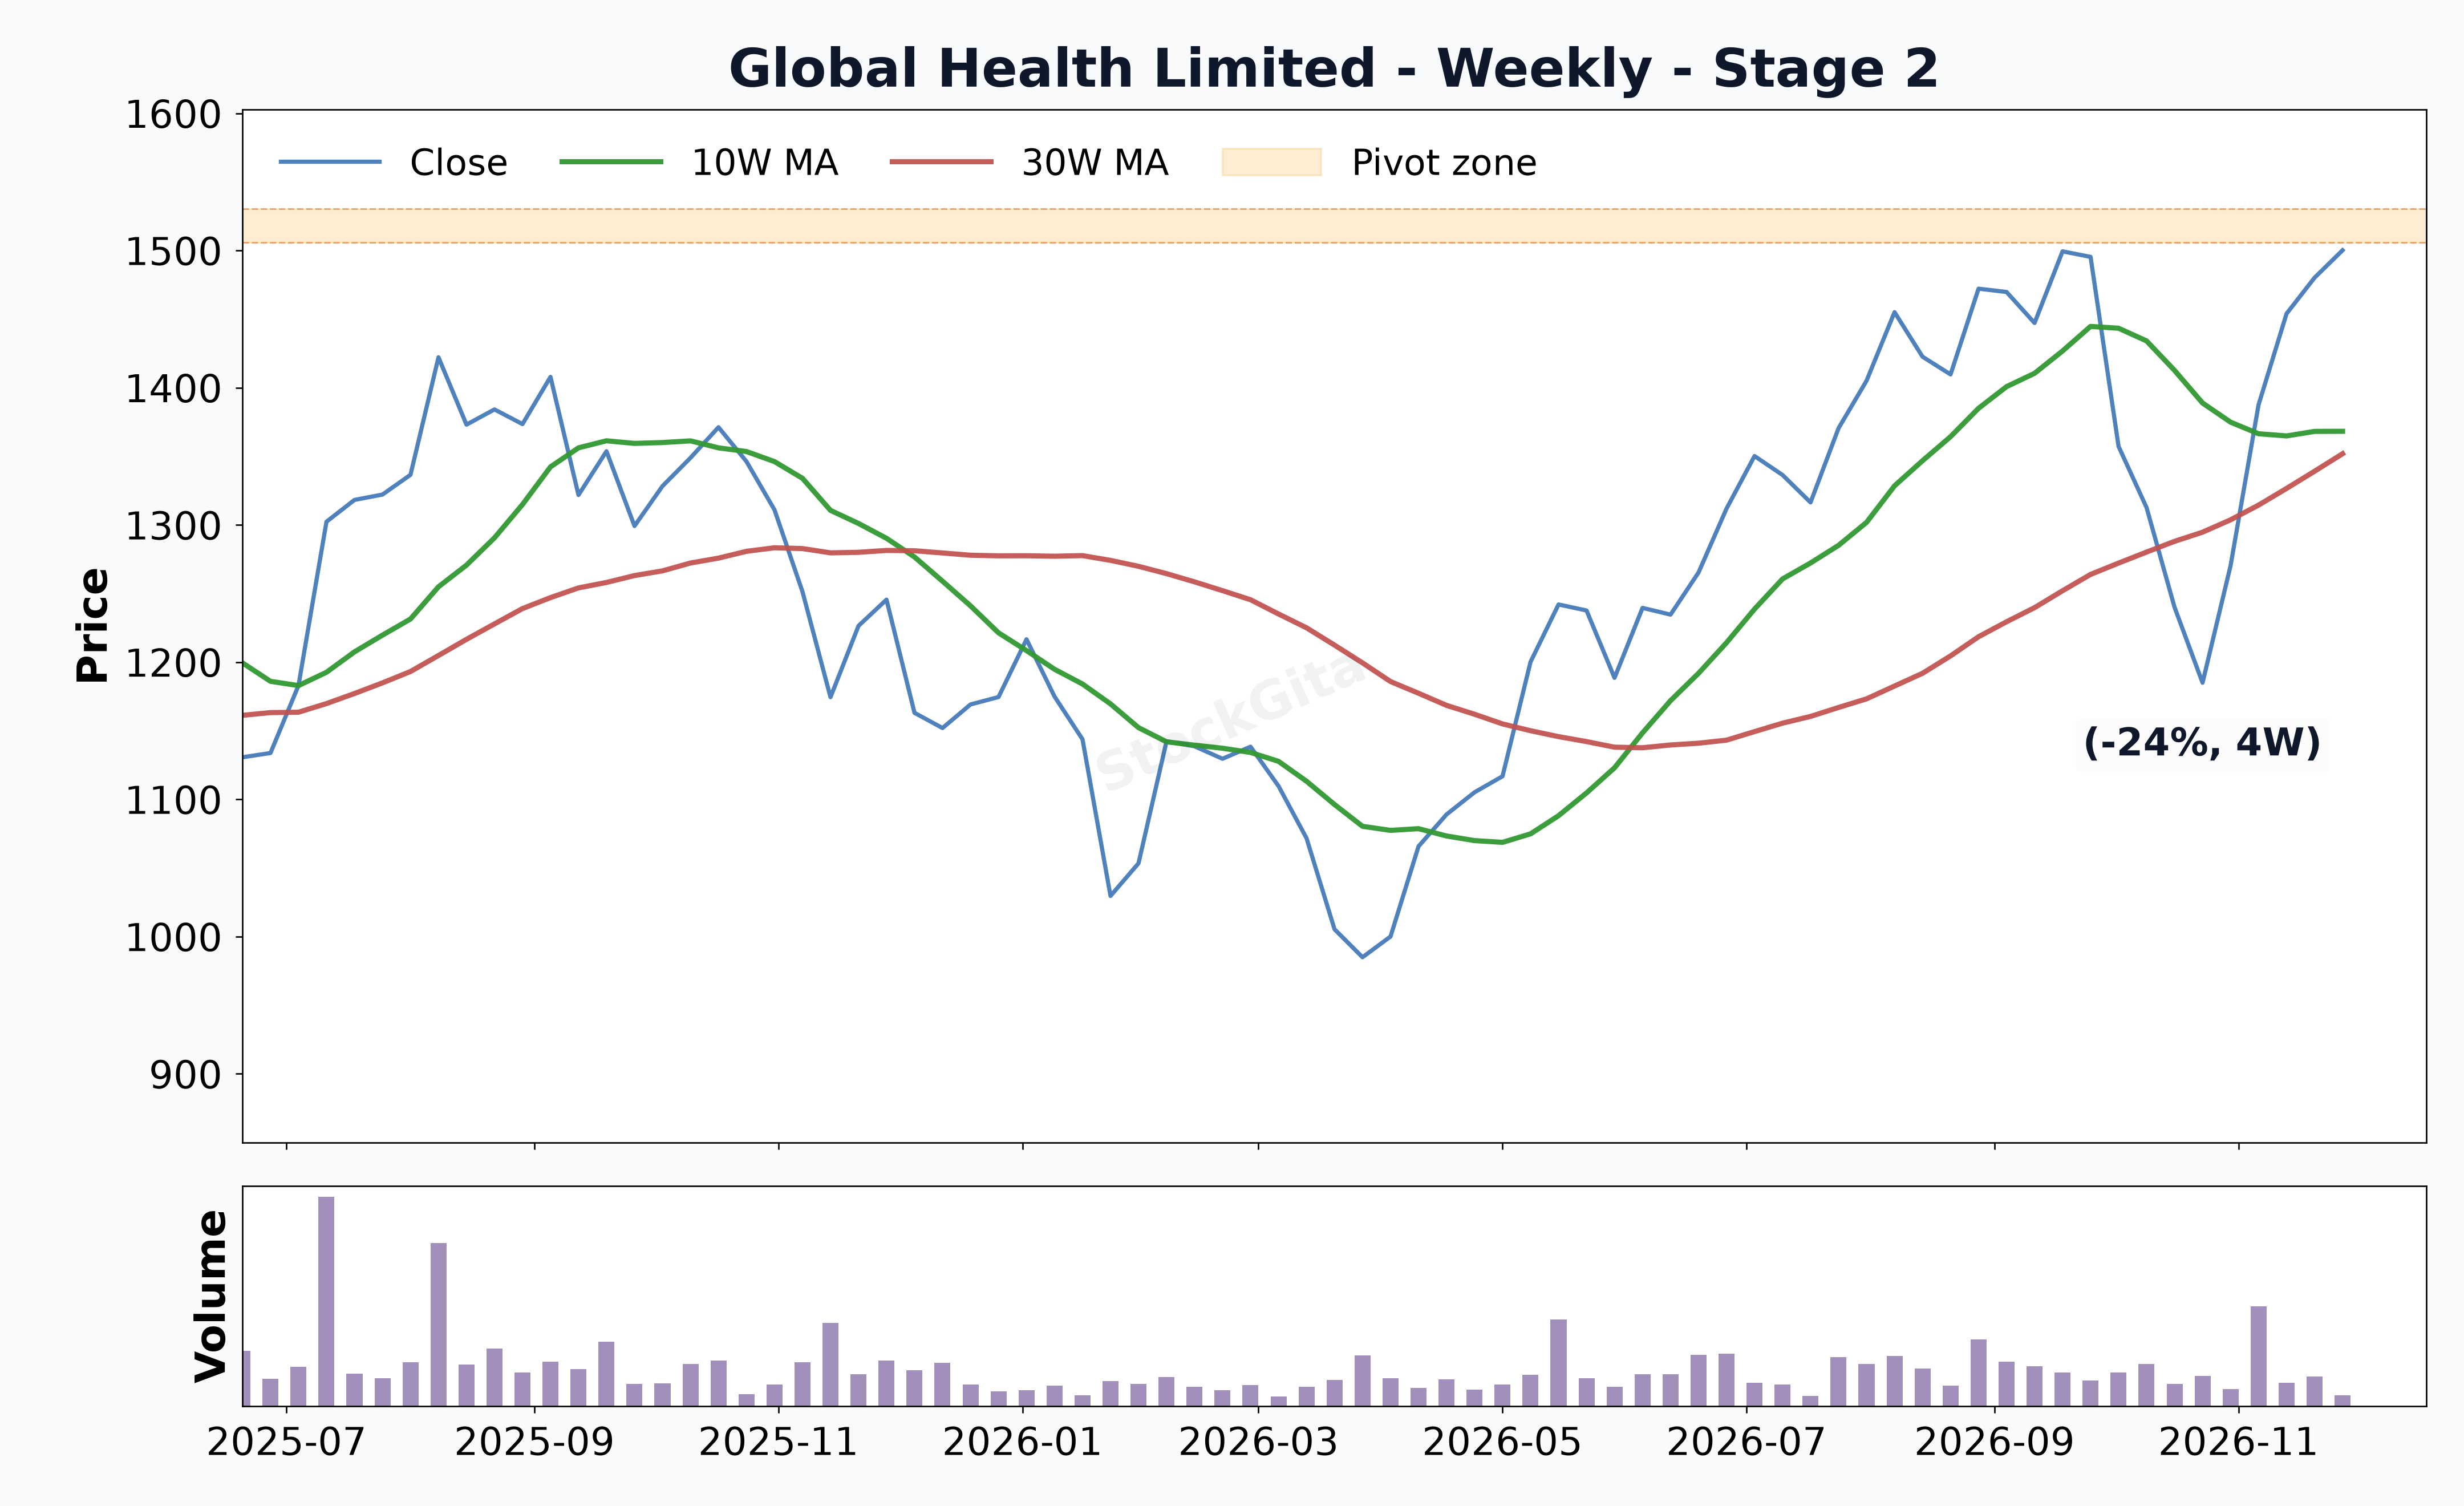 Global Health Limited - Weekly - Stage 2
Close 10W MA 30W MA Pivot zone
1600
1500
1400
1300
1200
1100
1000
900
Price
StockGita
(-24%, 4W)
Volume
2025-07 2025-09 2025-11 2026-01 2026-03 2026-05 2026-07 2026-09 2026-11